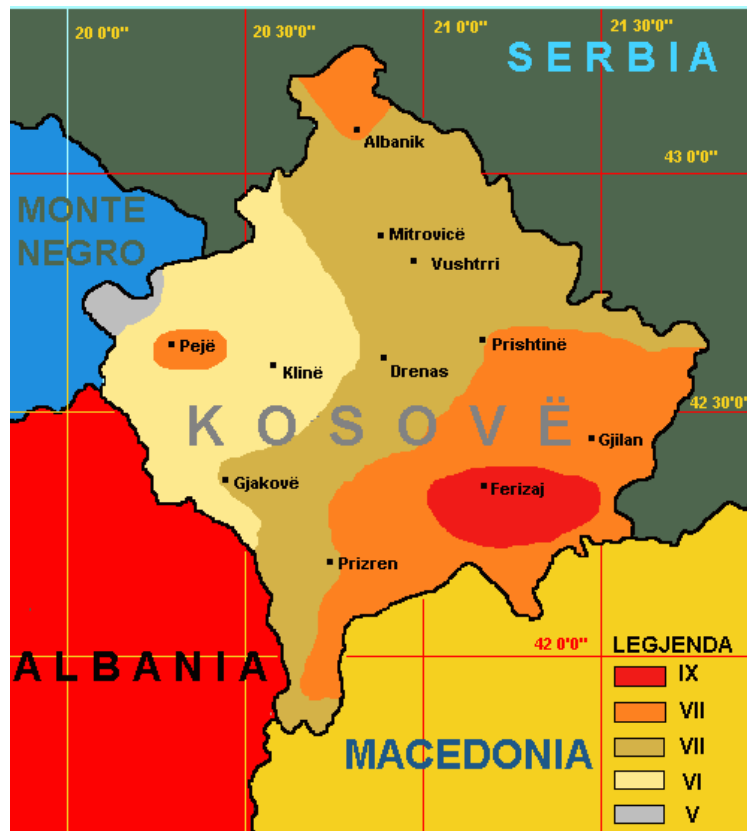 20 0'0"
20 30'0"
21 0'0"
21 30'0"
SERBIA
Albanik
43 0'0"
MONTE
NEGRO
Mitrovicë
Vushtrri
Pejë
Prishtinë
Klinë
Drenas
42 30'0"
KOSOVË
Gjilan
Gjakovë
Ferizaj
Prizren
42 0'0"
LEGJENDA
ALBANIA
IX
VII
VII
MACEDONIA
VI
V